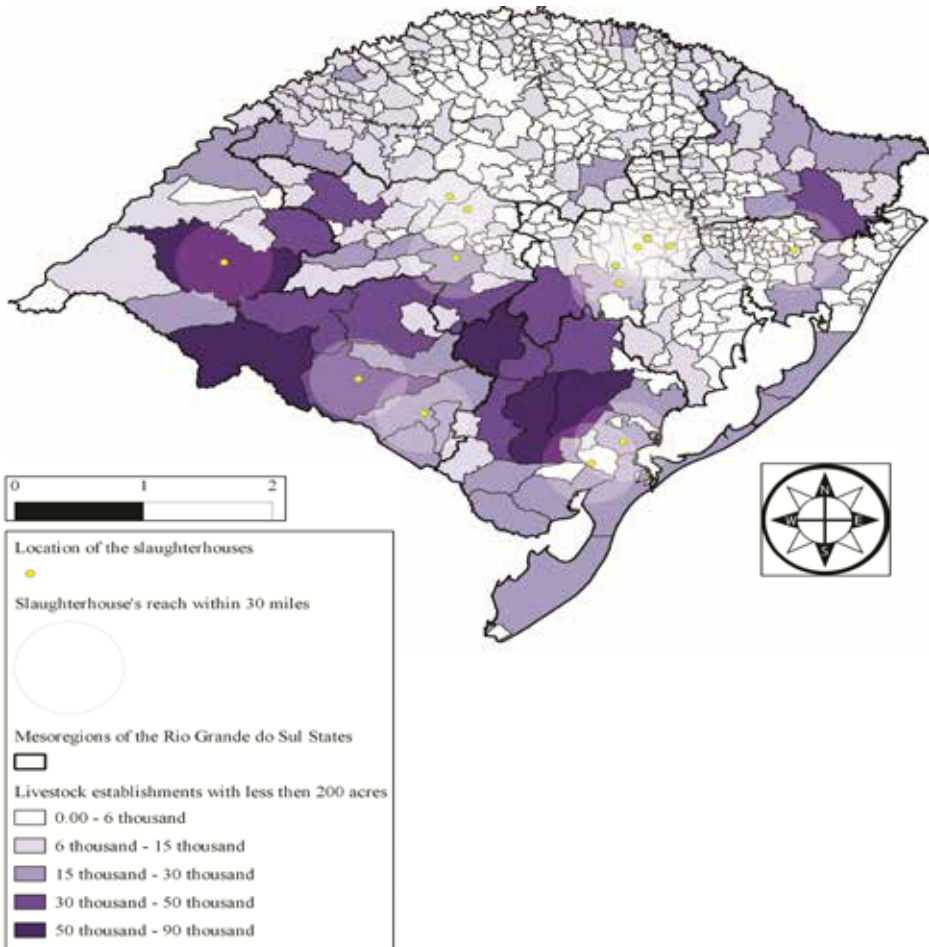 0 1 2
N
W E
S
Location of the slaughterhouses
Slaughterhouse's reach within 30 miles
Mesoregions of the Rio Grande do Sul States
Livestock establishments with less then 200 acres
0.00 - 6 thousand
6 thousand - 15 thousand
15 thousand - 30 thousand
30 thousand - 50 thousand
50 thousand - 90 thousand